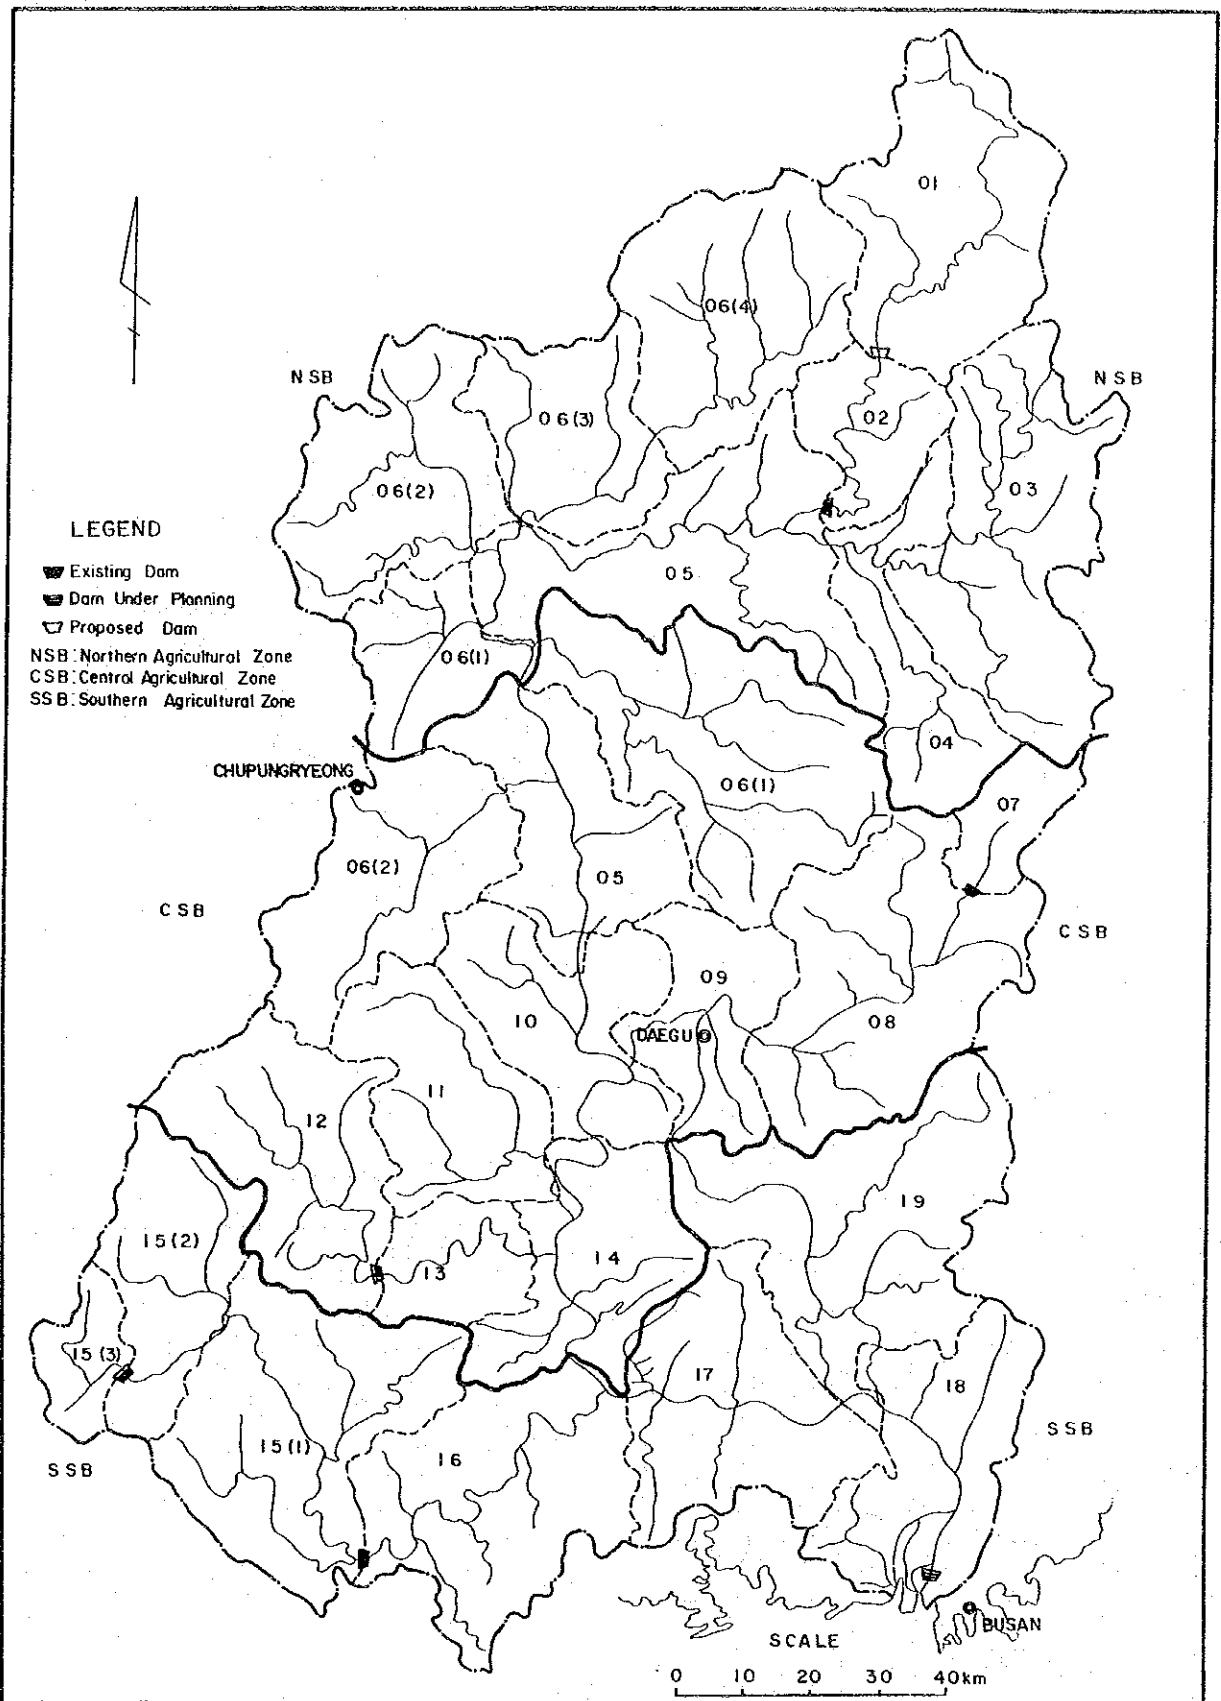 01
06(4)
NSB
NSB
06(3)
02
06(2)
03
LEGEND
Existing Dam
Dam Under Planning
Proposed Dam
NSB: Northern Agricultural Zone
CSB: Central Agricultural Zone
SSB: Southern Agricultural Zone
05
06(1)
04
CHUPUNGRYEONG
06(1)
07
06(2)
05
CSB
CSB
09
10
DAEGU
08
11
12
19
15(2)
14
13
15(3)
17
18
15(1)
16
SSB
SSB
BUSAN
SCALE
0 10 20 30 40km